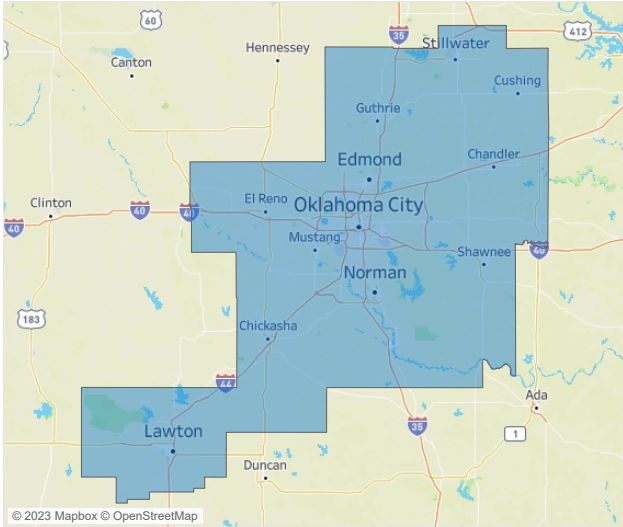 60
35
412
Stillwater
Hennessey
Canton
Cushing
Guthrie
Edmond
Chandler
El Reno
Clinton
40
40
40
Oklahoma City
Mustang
Shawnee
40
Norman
183
Chickasha
44
Ada
35
1
Lawton
Duncan
© 2023 Mapbox © OpenStreetMap